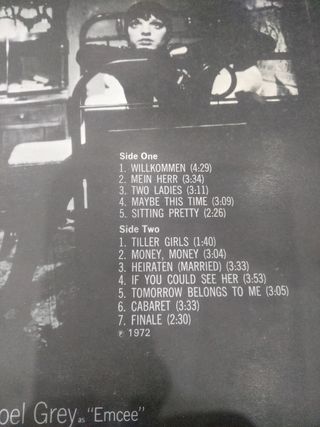 Side One
1. WILLKOMMEN (4:29)
2. MEIN HERR (3:34)
3. TWO LADIES (3:11)
4. MAYBE THIS TIME (3:09)
5. SITTING PRETTY (2:26)
Side Two
1. TILLER GIRLS (1:40)
2. MONEY, MONEY (3:04)
3. HEIRATEN (MARRIED) (3:33)
4. IF YOU COULD SEE HER (3:53)
5. TOMORROW BELONGS TO ME (3:05)
6. CABARET (3:33)
7. FINALE (2:30)
℗ 1972
oel Grey as "Emcee"